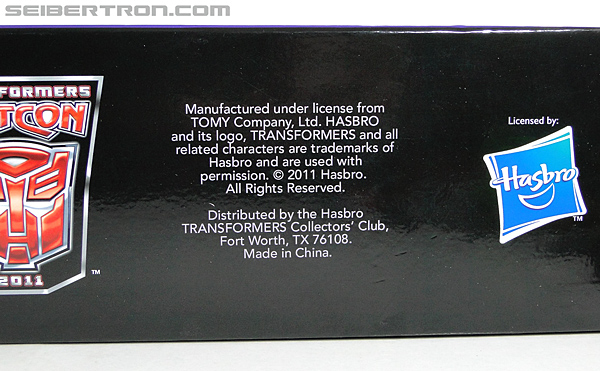 SEIBERTRON.COM
FORMERS
TCON
2011
TM
Manufactured under license from
TOMY Company, Ltd. HASBRO
and its logo, TRANSFORMERS and all
related characters are trademarks of
Hasbro and are used with
permission. © 2011 Hasbro.
All Rights Reserved.
Distributed by the Hasbro
TRANSFORMERS Collectors' Club,
Fort Worth, TX 76108.
Made in China.
Licensed by:
Hasbro
TM